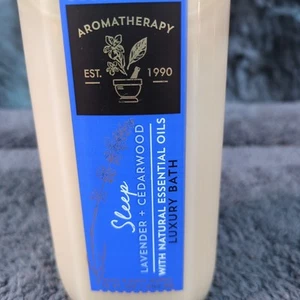 AROMATHERAPY
EST. 1990
Sleep
LAVENDER + CEDARWOOD
WITH NATURAL ESSENTIAL OILS
LUXURY BATH